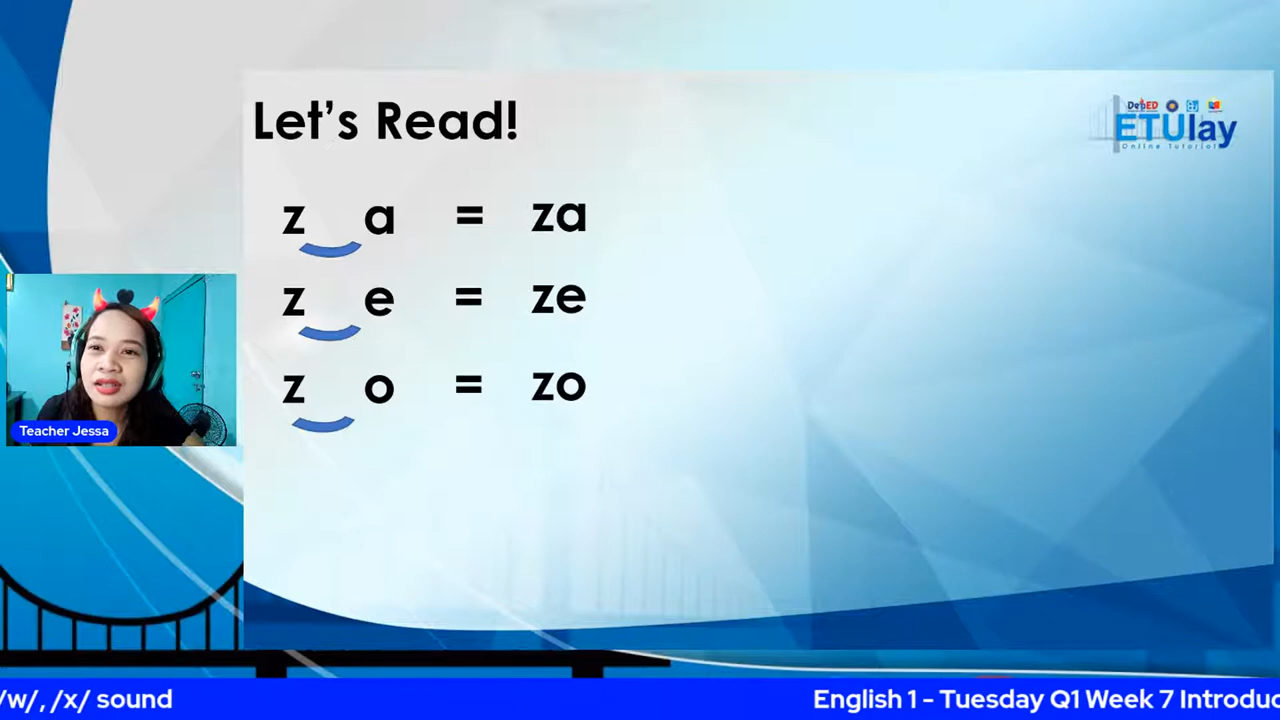 Let's Read!
DepED
ETUlay
Online Tutorial
z a = za
z e = ze
z o = zo
Teacher Jessa
/w/, /x/ sound
English 1 - Tuesday Q1 Week 7 Introduc